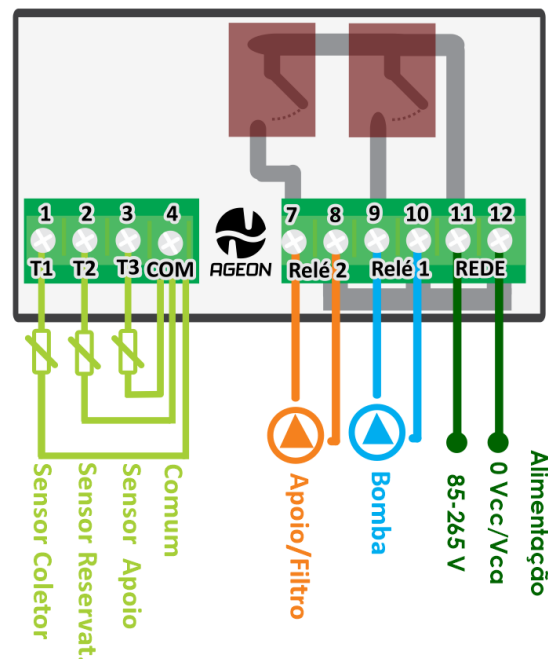 1 2 3 4
T1 T2 T3 COM
AGEON
7 8 9 10 11 12
Relé 2 Relé 1 REDE
Sensor Coletor
Sensor Reservat
Sensor Apoio
Comum
Apoio/Filtro
Bomba
85-265 V
0 Vcc/Vca
Alimentação